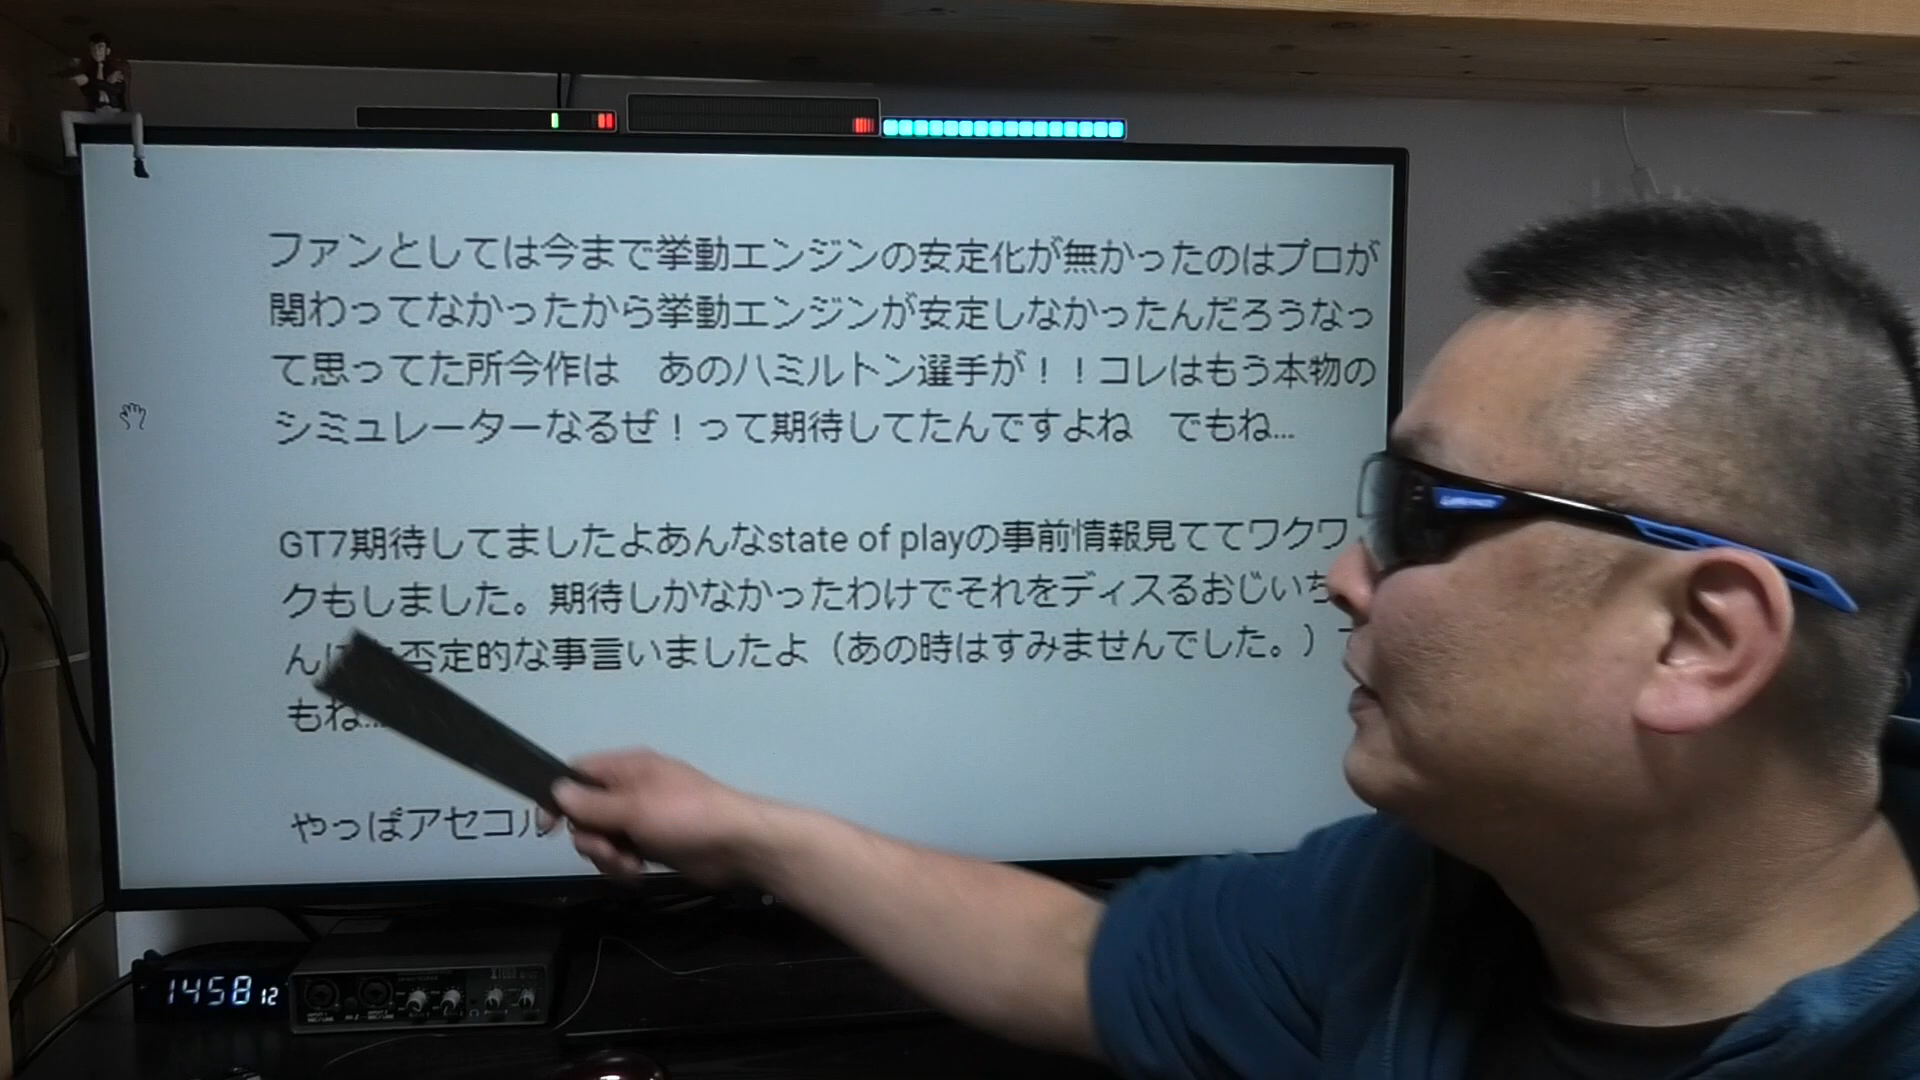 ファンとしては今まで挙動エンジンの安定化が無かったのはプロが
関わってなかったから挙動エンジンが安定しなかったんだろうなっ
て思ってた所今作は　あのハミルトン選手が！！コレはもう本物の
シミュレーターなるぜ！って期待してたんですよね　でもね...
GT7期待してましたよあんなstate of playの事前情報見ててワクワ
クもしました。期待しかなかったわけでそれをディスるおじいち
ん 否定的な事言いましたよ（あの時はすみませんでした。）
もね...
やっぱアセコル
1458 12